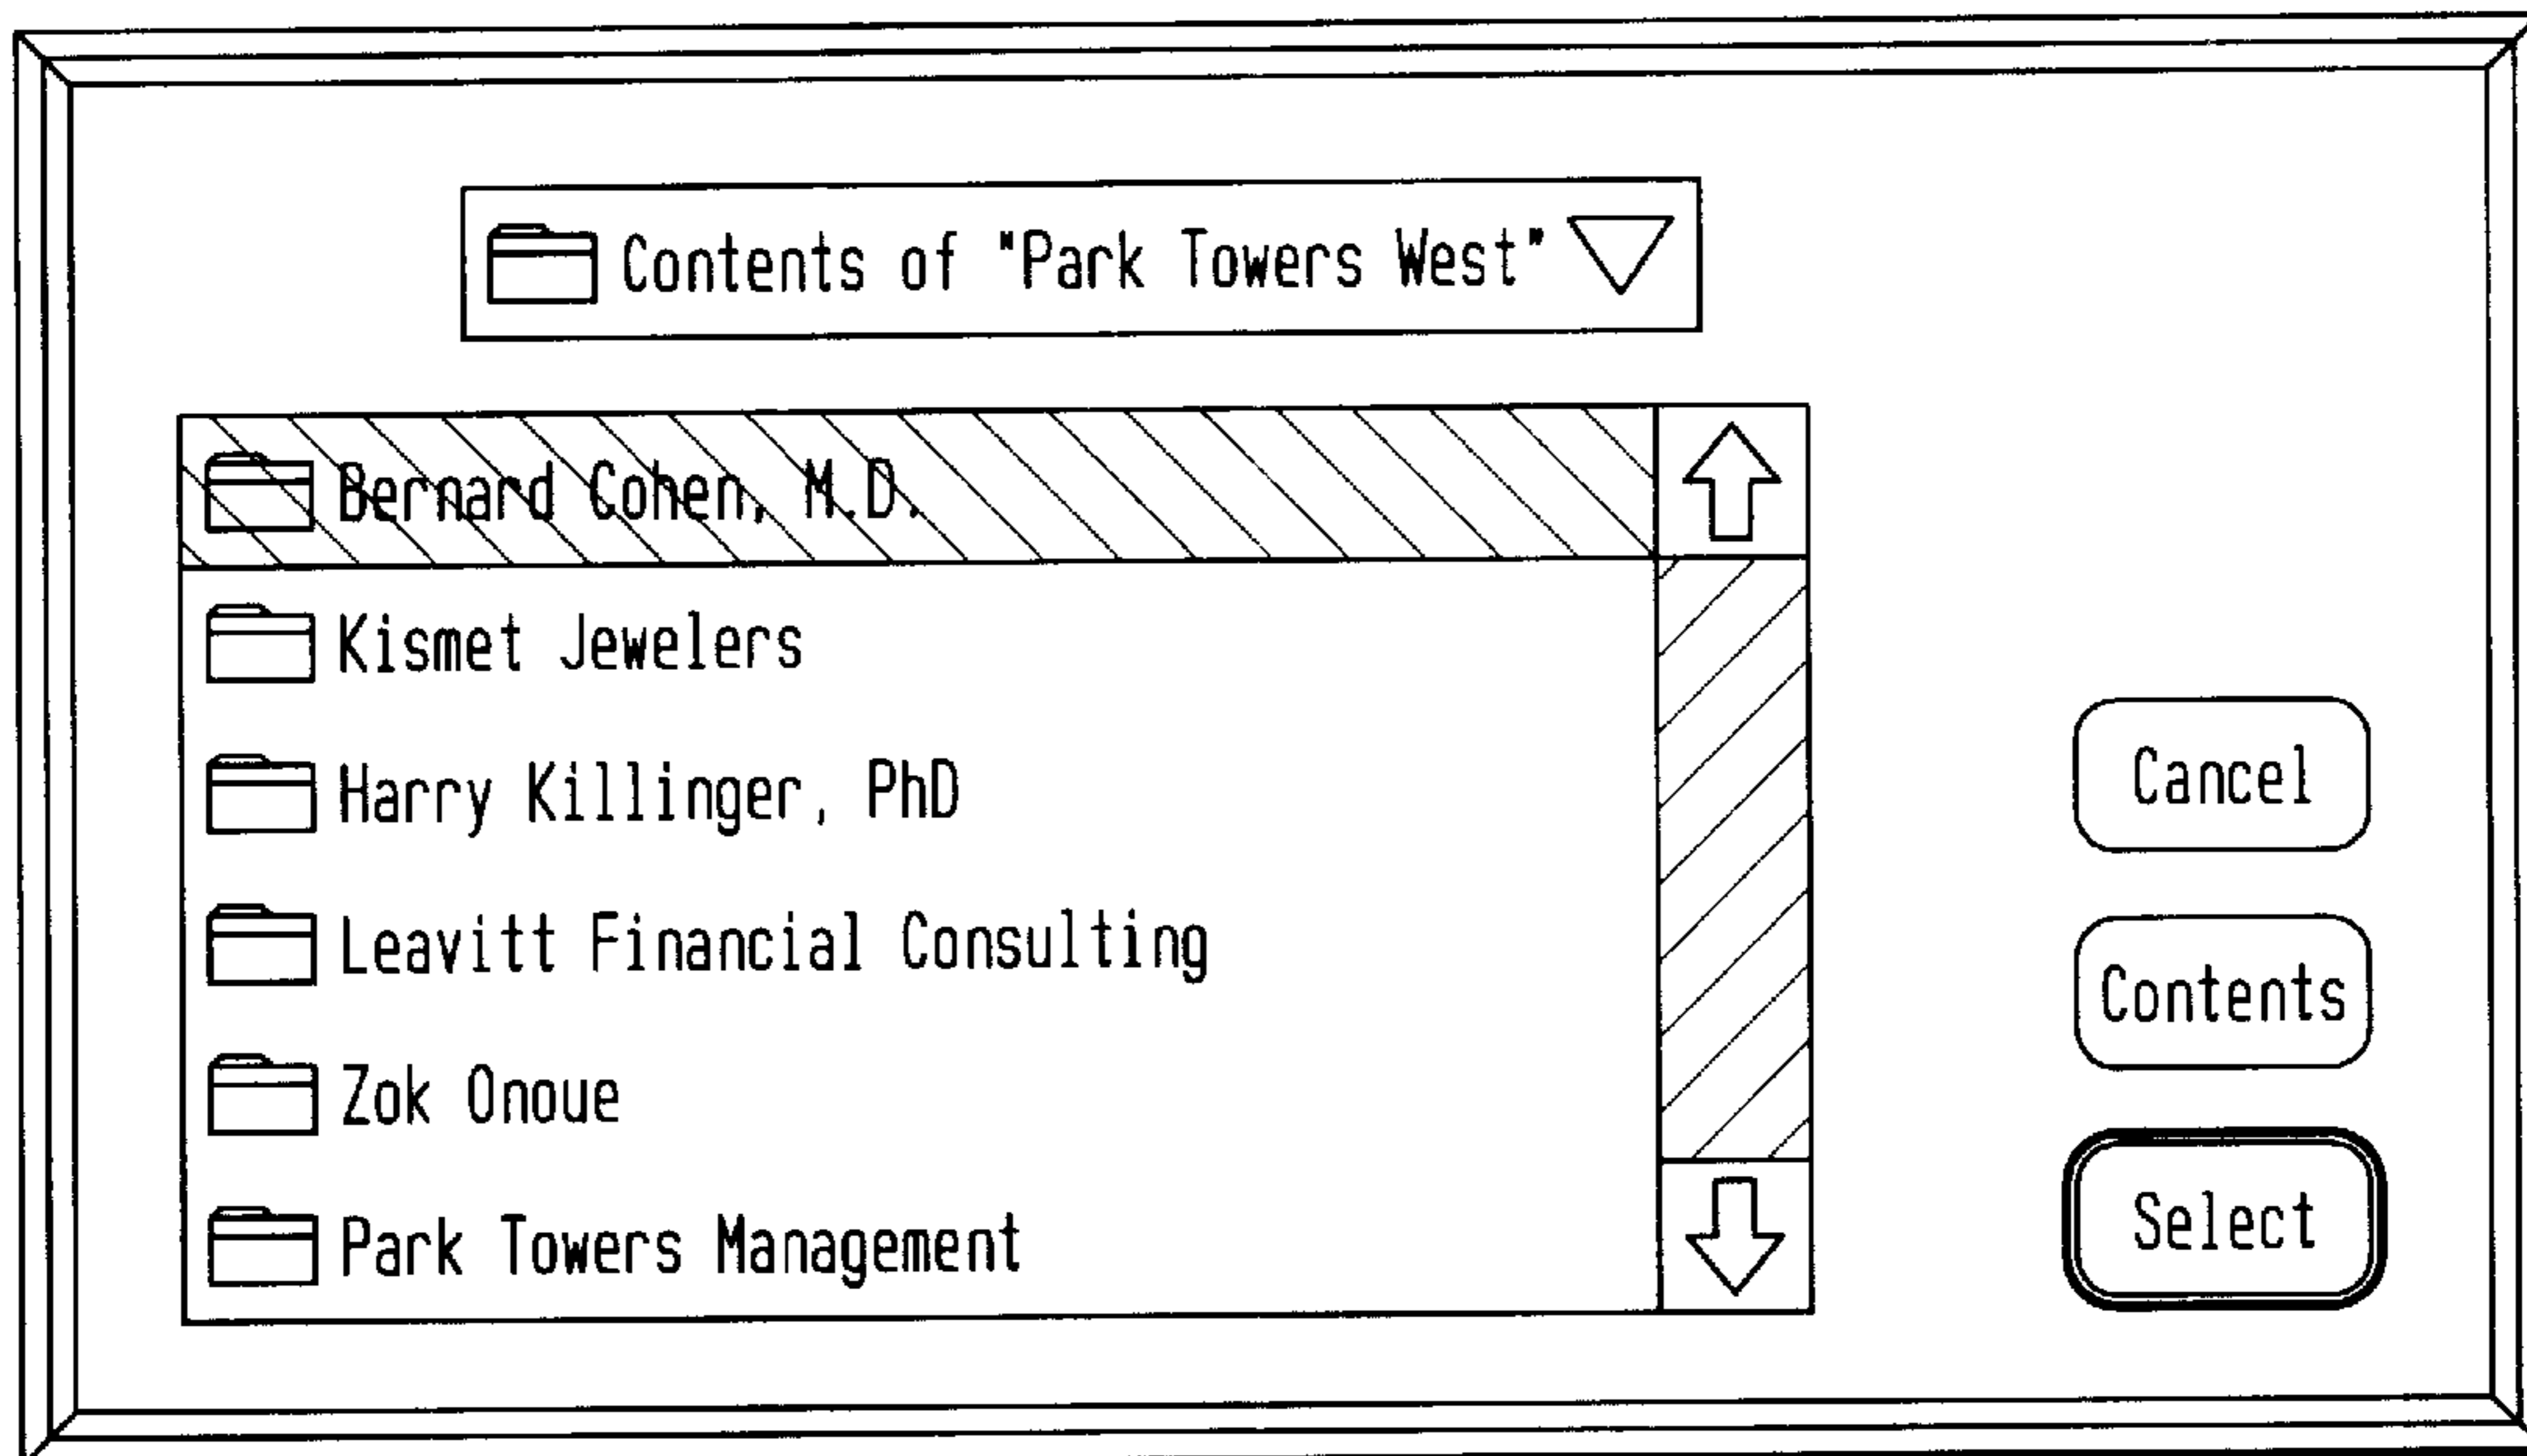 Contents of "Park Towers West"
Bernard Cohen, M.D.
Kismet Jewelers
Harry Killinger, PhD
Leavitt Financial Consulting
Zok Onoue
Park Towers Management
Cancel
Contents
Select